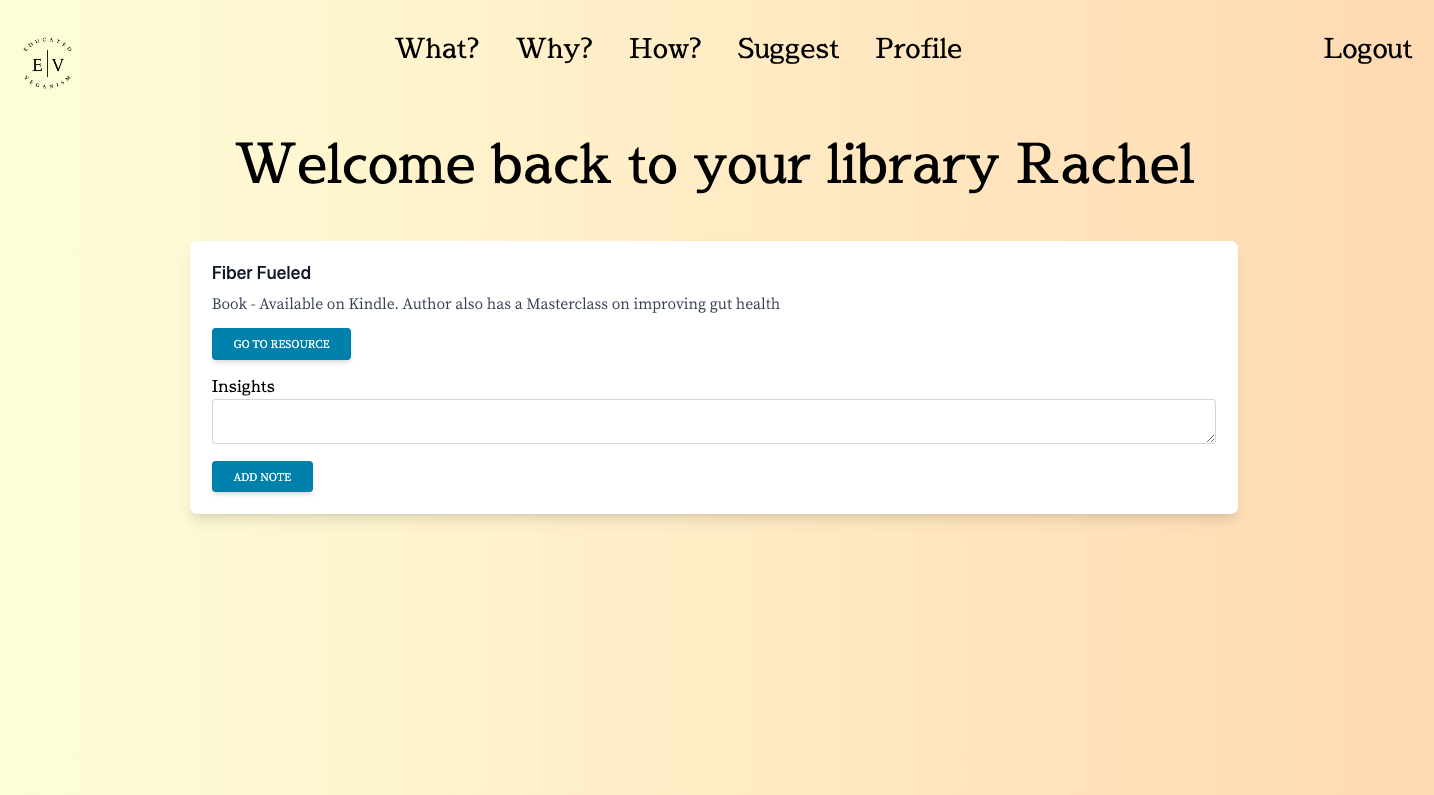 EDUCATED
E|V
VEGANISM
What? Why? How? Suggest Profile Logout
Welcome back to your library Rachel
Fiber Fueled
Book - Available on Kindle. Author also has a Masterclass on improving gut health
GO TO RESOURCE
Insights
ADD NOTE